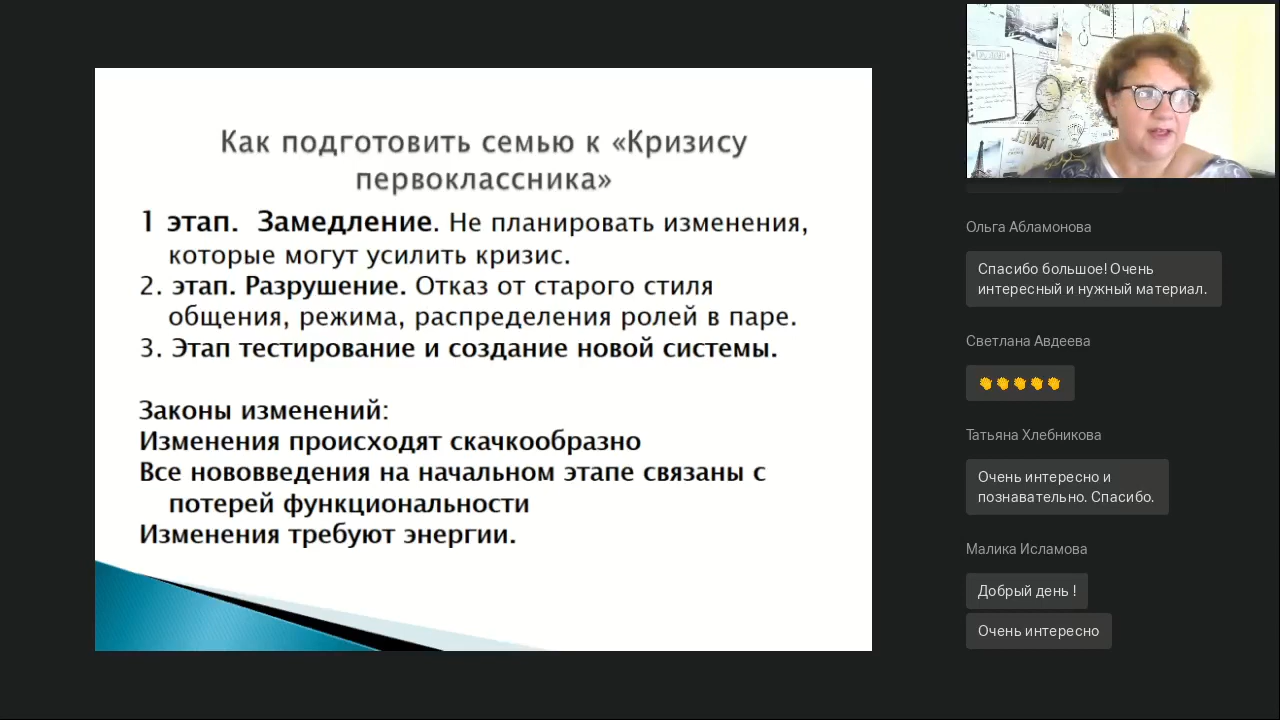 Как подготовить семью к «Кризису
первоклассника»
1 этап. Замедление. Не планировать изменения,
которые могут усилить кризис.
2. этап. Разрушение. Отказ от старого стиля
общения, режима, распределения ролей в паре.
3. Этап тестирование и создание новой системы.
Законы изменений:
Изменения происходят скачкообразно
Все нововведения на начальном этапе связаны с
потерей функциональности
Изменения требуют энергии.
Ольга Абламонова
Спасибо большое! Очень
интересный и нужный материал.
Светлана Авдеева
👏👏👏👏👏
Татьяна Хлебникова
Очень интересно и
познавательно. Спасибо.
Малика Исламова
Добрый день !
Очень интересно